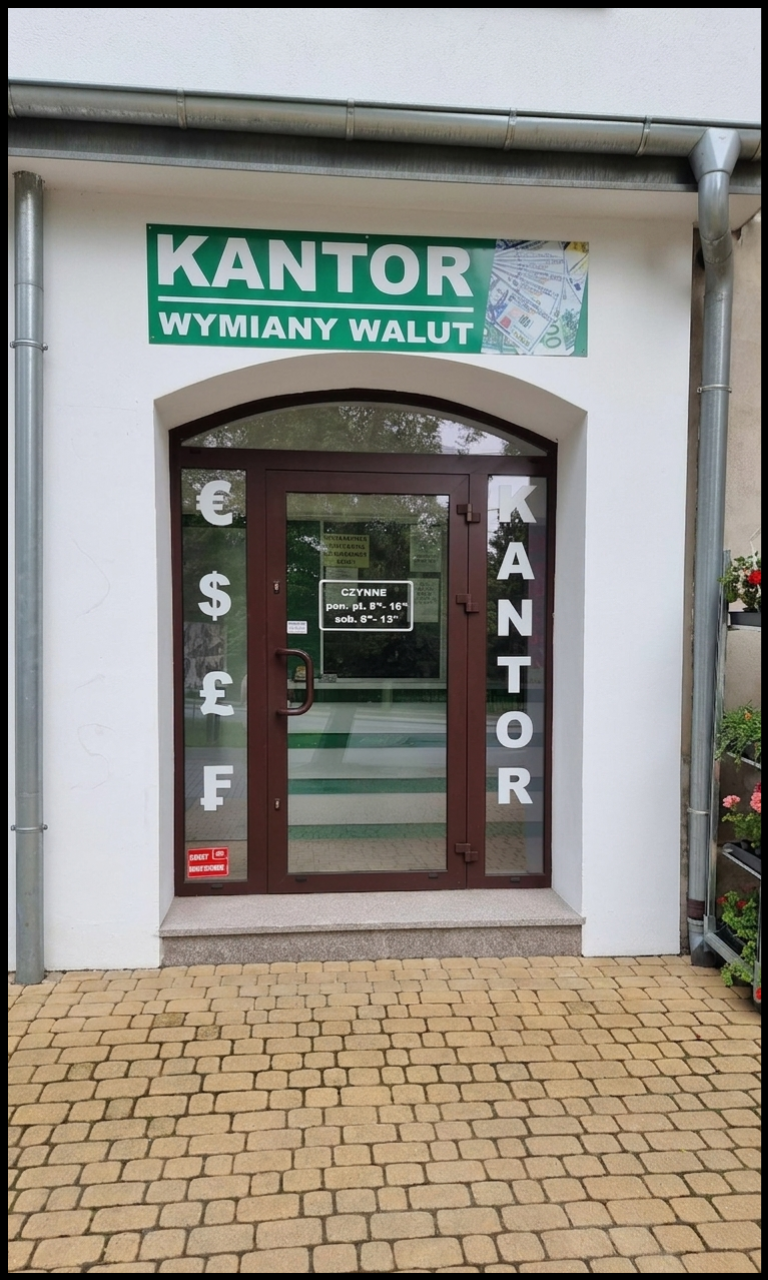 KANTOR
WYMIANY WALUT
€
$
£
₣
CZYNNE
pon. pt. 8⁰⁰- 16⁰⁰
sob. 8⁰⁰- 13⁰⁰
KANTOR